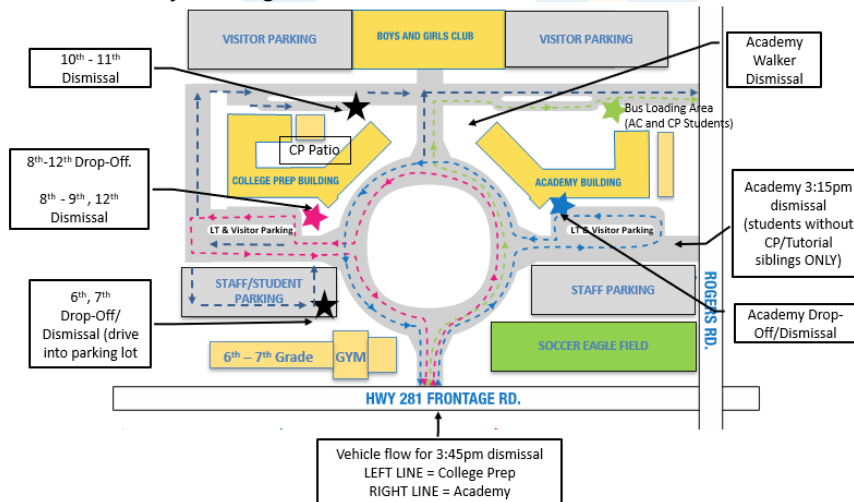 VISITOR PARKING
BOYS AND GIRLS CLUB
VISITOR PARKING
10th - 11th
Dismissal
Academy
Walker
Dismissal
Bus Loading Area
(AC and CP Students)
CP Patio
8th-12th Drop-Off.
8th - 9th , 12th
Dismissal
COLLEGE PREP BUILDING
ACADEMY BUILDING
LT & Visitor Parking
LT & Visitor Parking
Academy 3:15pm
dismissal
(students without
CP/Tutorial
siblings ONLY)
STAFF/STUDENT
PARKING
STAFF PARKING
ROGERS RD.
6th, 7th
Drop-Off/
Dismissal (drive
into parking lot
Academy Drop-
Off/Dismissal
6th – 7th Grade
GYM
SOCCER EAGLE FIELD
HWY 281 FRONTAGE RD.
Vehicle flow for 3:45pm dismissal
LEFT LINE = College Prep
RIGHT LINE = Academy